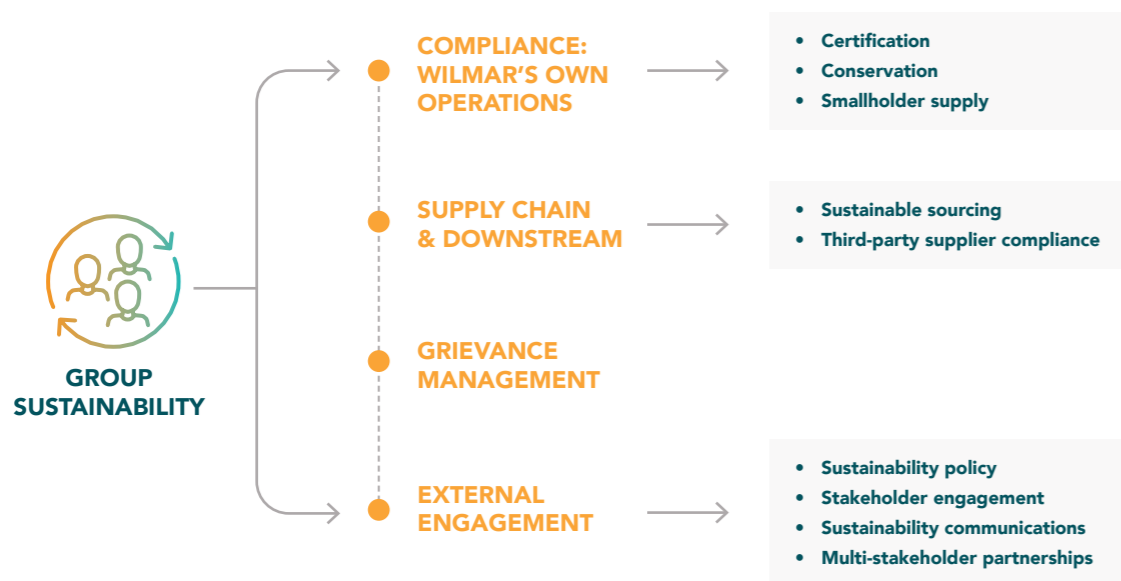 GROUP
SUSTAINABILITY
COMPLIANCE:
WILMAR'S OWN
OPERATIONS
• Certification
• Conservation
• Smallholder supply
SUPPLY CHAIN
& DOWNSTREAM
• Sustainable sourcing
• Third-party supplier compliance
GRIEVANCE
MANAGEMENT
EXTERNAL
ENGAGEMENT
• Sustainability policy
• Stakeholder engagement
• Sustainability communications
• Multi-stakeholder partnerships